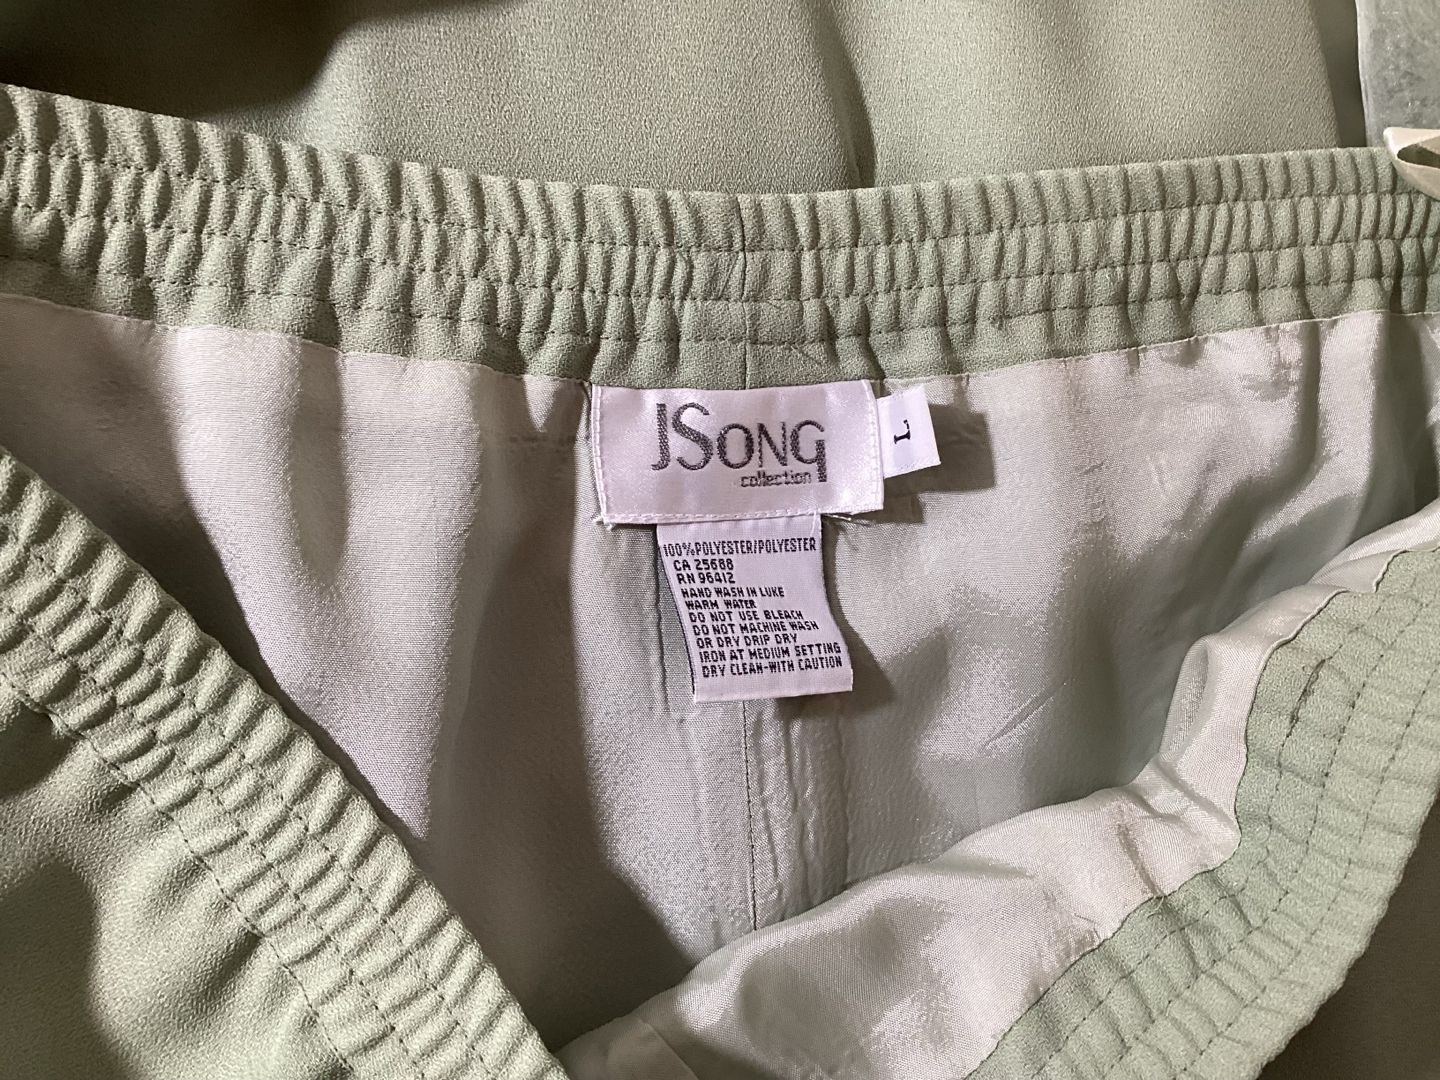 JSONG
collection
L
100%POLYESTER/POLYESTER
CA 25688
RN 96412
HAND WASH IN LUKE
WARM WATER
DO NOT USE BLEACH
DO NOT MACHINE WASH
OR DRY DRIP DRY
IRON AT MEDIUM SETTING
DRY CLEAN-WITH CAUTION